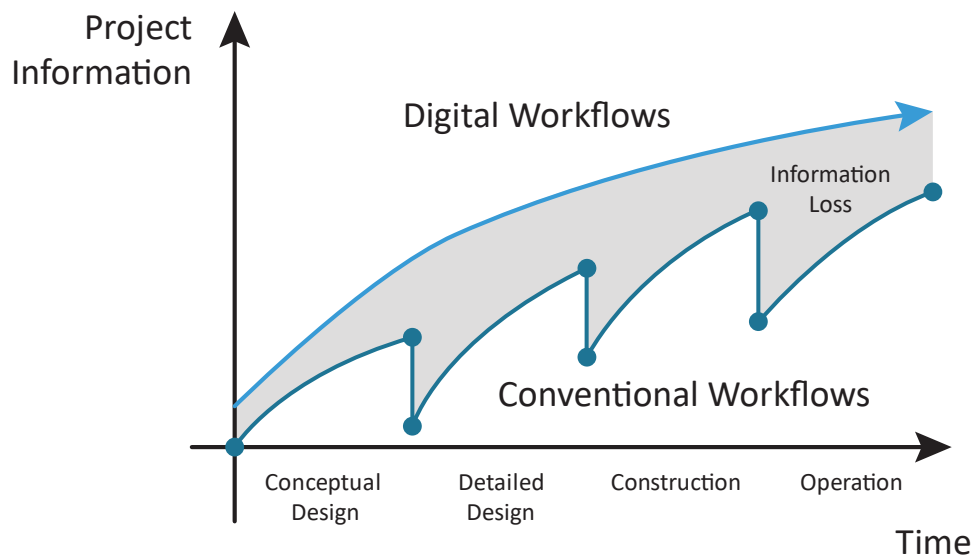 Project
Information
Digital Workflows
Information
Loss
Conventional Workflows
Conceptual
Design
Detailed
Design
Construction
Operation
Time